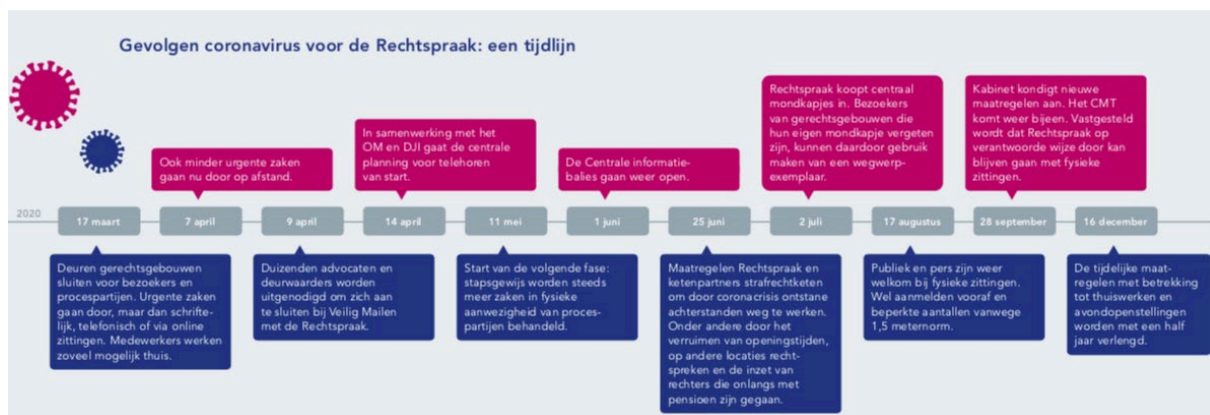 Gevolgen coronavirus voor de Rechtspraak: een tijdlijn
2020
17 maart
Deuren gerechtsgebouwen
sluiten voor bezoekers en
procespartijen. Urgente zaken
gaan door, maar dan schrifte-
lijk, telefonisch of via online
zittingen. Medewerkers werken
zoveel mogelijk thuis.
Ook minder urgente zaken
gaan nu door op afstand.
7 april
9 april
Duizenden advocaten en
deurwaarders worden
uitgenodigd om zich aan
te sluiten bij Veilig Mailen
met de Rechtspraak.
In samenwerking met het
OM en DJI gaat de centrale
planning voor telehoren
van start.
14 april
11 mei
Start van de volgende fase:
stapsgewijs worden steeds
meer zaken in fysieke
aanwezigheid van proces-
partijen behandeld.
De Centrale informatie-
balies gaan weer open.
1 juni
25 juni
Maatregelen Rechtspraak en
ketenpartners strafrechtketen
om door coronacrisis ontstane
achterstanden weg te werken.
Onder andere door het
verruimen van openingstijden,
op andere locaties recht-
spreken en de inzet van
rechters die onlangs met
pensioen zijn gegaan.
Rechtspraak koopt centraal
mondkapjes in. Bezoekers
van gerechtsgebouwen die
hun eigen mondkapje vergeten
zijn, kunnen daardoor gebruik
maken van een wegwerp-
exemplaar.
2 juli
17 augustus
Publiek en pers zijn weer
welkom bij fysieke zittingen.
Wel aanmelden vooraf en
beperkte aantallen vanwege
1,5 meternorm.
Kabinet kondigt nieuwe
maatregelen aan. Het CMT
komt weer bijeen. Vastgesteld
wordt dat Rechtspraak op
verantwoorde wijze door kan
blijven gaan met fysieke
zittingen.
28 september
16 december
De tijdelijke maat-
regelen met betrekking
tot thuiswerken en
avondopenstellingen
worden met een half
jaar verlengd.